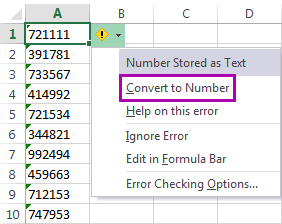 A B C D
1 721111
2 391781 Number Stored as Text
3 733567 Convert to Number
4 414992 Help on this error
5 721534
6 344821 Ignore Error
7 992494 Edit in Formula Bar
8 459663 Error Checking Options...
9 712153
10 747953